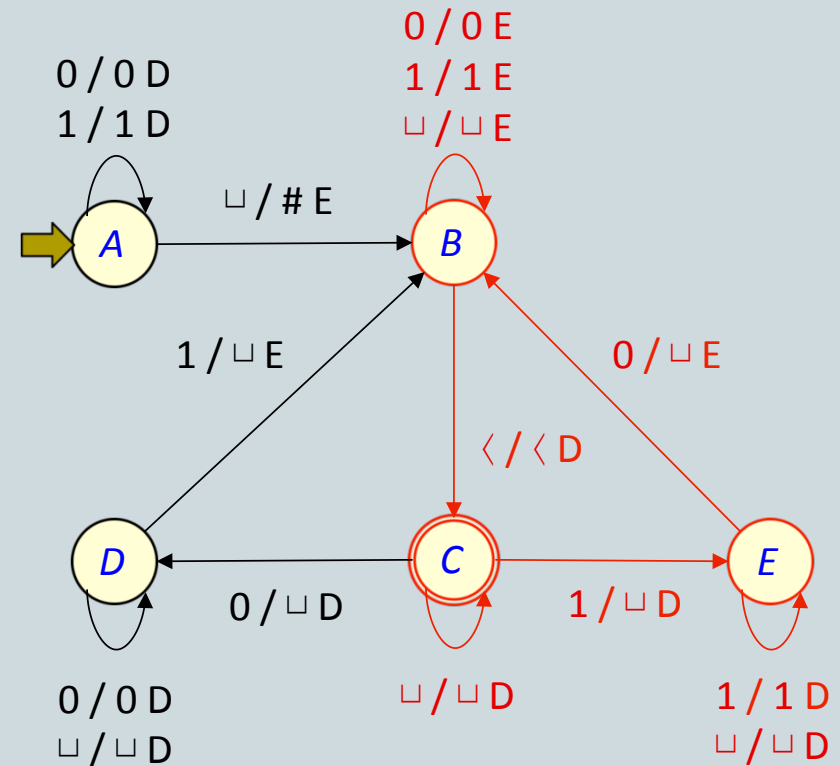 0 / 0 E
1 / 1 E
⊔ / ⊔ E
0 / 0 D
1 / 1 D
⊔ / # E
A
B
1 / ⊔ E
0 / ⊔ E
〈 / 〈 D
D
C
E
0 / ⊔ D
1 / ⊔ D
0 / 0 D
⊔ / ⊔ D
⊔ / ⊔ D
1 / 1 D
⊔ / ⊔ D